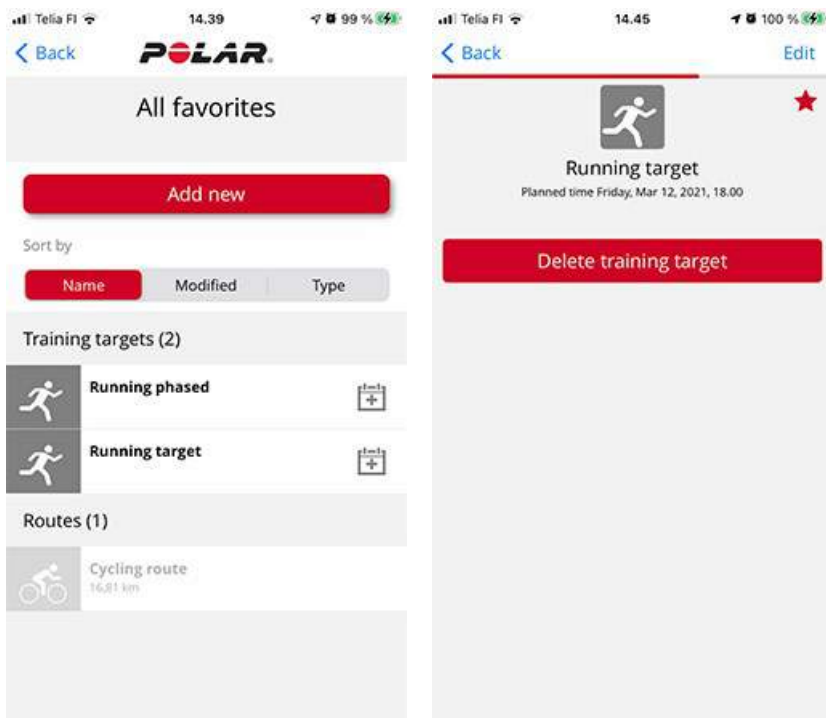 Telia FI 14.39 99 %
Back POLAR.
All favorites
Add new
Sort by
Name Modified Type
Training targets (2)
Running phased
Running target
Routes (1)
Cycling route
16,81 km
Telia FI 14.45 100 %
Back Edit
Running target
Planned time Friday, Mar 12, 2021, 18.00
Delete training target